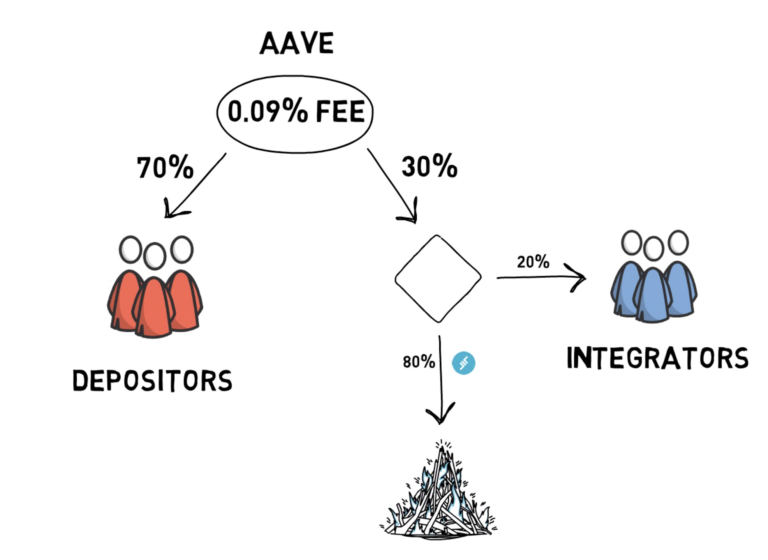 AAVE
0.09% FEE
70%
30%
20%
80%
DEPOSITORS
INTEGRATORS